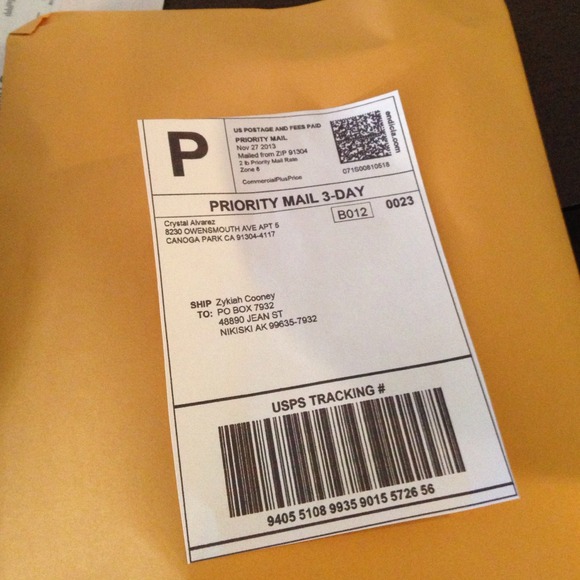 P
US POSTAGE AND FEES PAID
PRIORITY MAIL
Nov 27 2013
Mailed from ZIP 91304
2 lb Priority Mail Rate
Zone 8
CommercialPlusPrice
endicia.com
071S00810518
PRIORITY MAIL 3-DAY
Crystal Alvarez
8230 OWENSMOUTH AVE APT 5
CANOGA PARK CA 91304-4117
B012
0023
SHIP TO:
Zykiah Cooney
PO BOX 7932
48890 JEAN ST
NIKISKI AK 99635-7932
USPS TRACKING #
9405 5108 9935 9015 5726 56